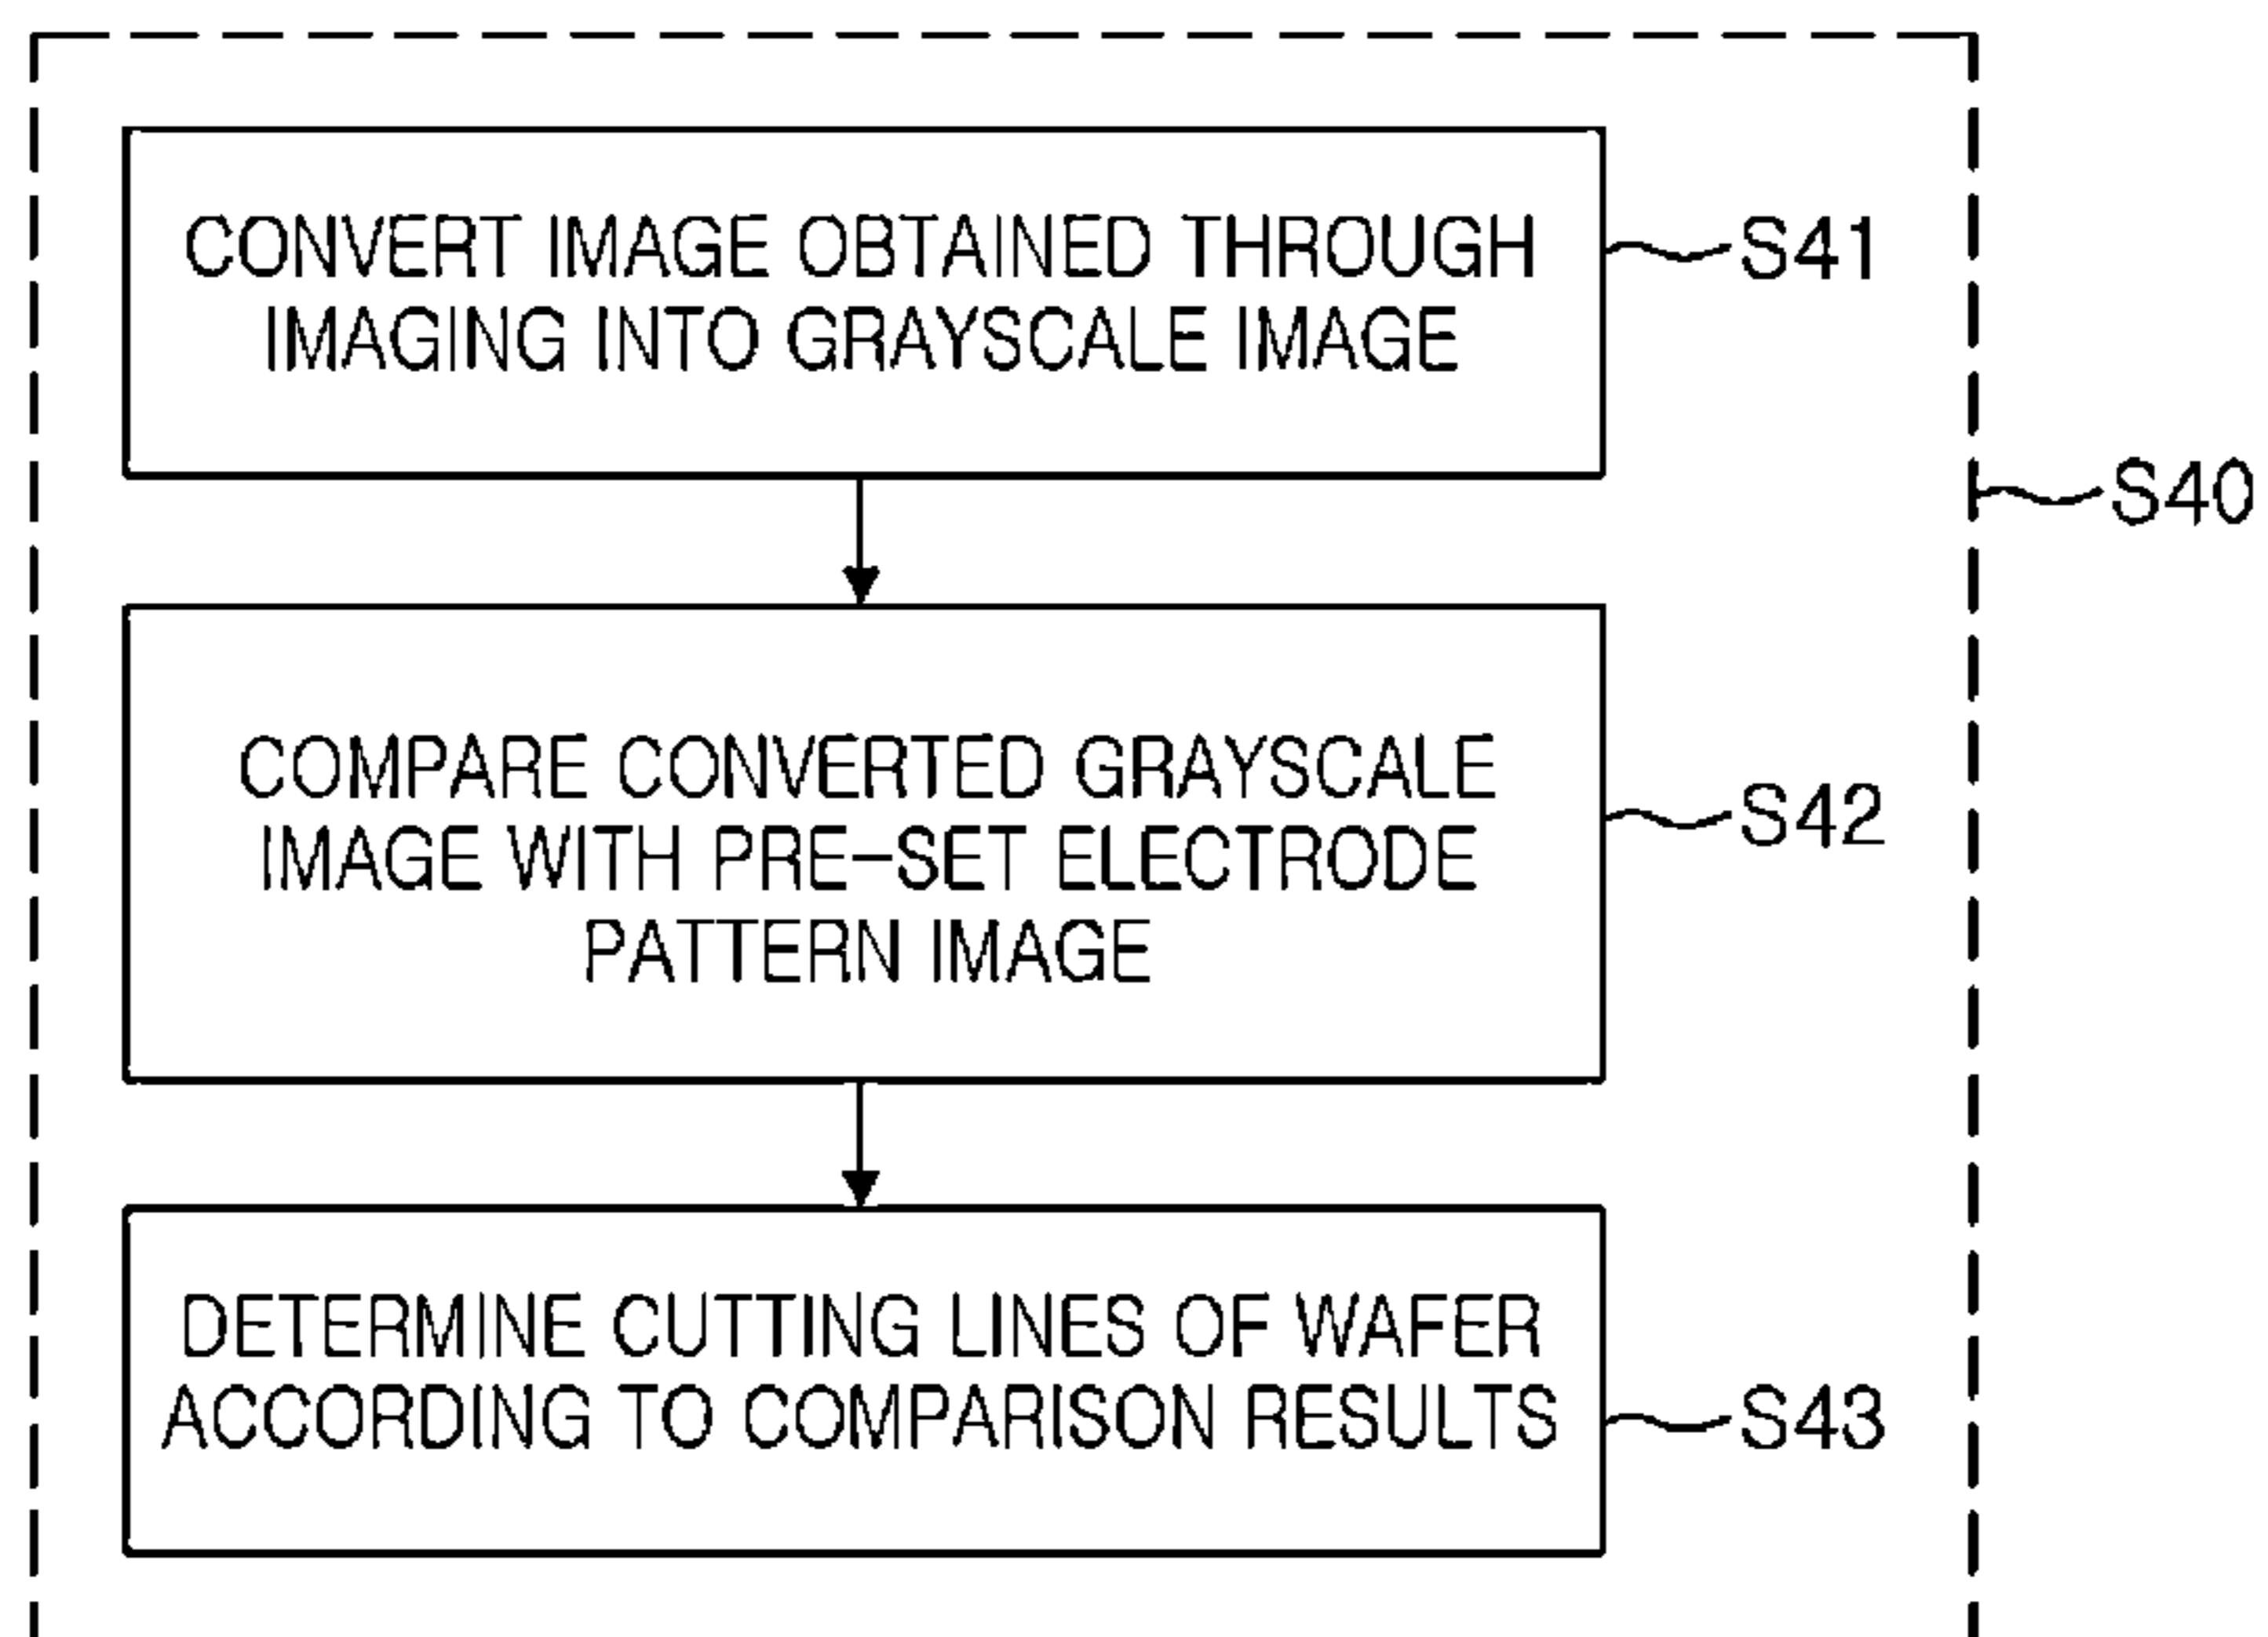 CONVERT IMAGE OBTAINED THROUGH
IMAGING INTO GRAYSCALE IMAGE
S41
S40
COMPARE CONVERTED GRAYSCALE
IMAGE WITH PRE-SET ELECTRODE
PATTERN IMAGE
S42
DETERMINE CUTTING LINES OF WAFER
ACCORDING TO COMPARISON RESULTS
S43